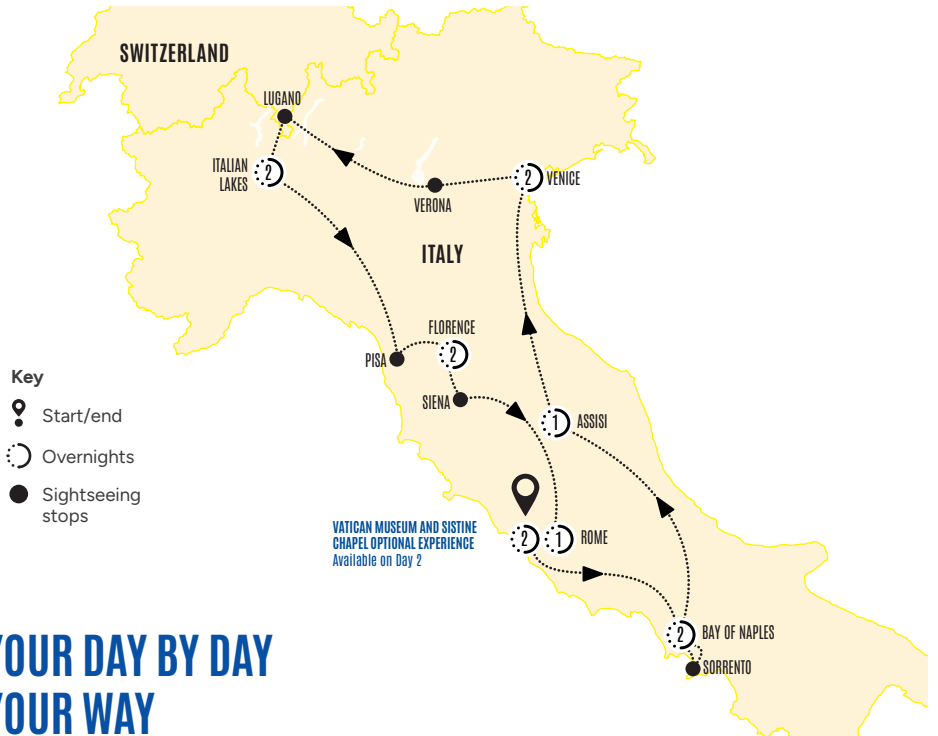 SWITZERLAND
LUGANO
ITALIAN
LAKES
2
2
VENICE
VERONA
ITALY
FLORENCE
PISA
2
Key
SIENA
1
ASSISI
Start/end
Overnights
Sightseeing
stops
VATICAN MUSEUM AND SISTINE
CHAPEL OPTIONAL EXPERIENCE
Available on Day 2
2
1
ROME
2
BAY OF NAPLES
SORRENTO
YOUR DAY BY DAY
YOUR WAY